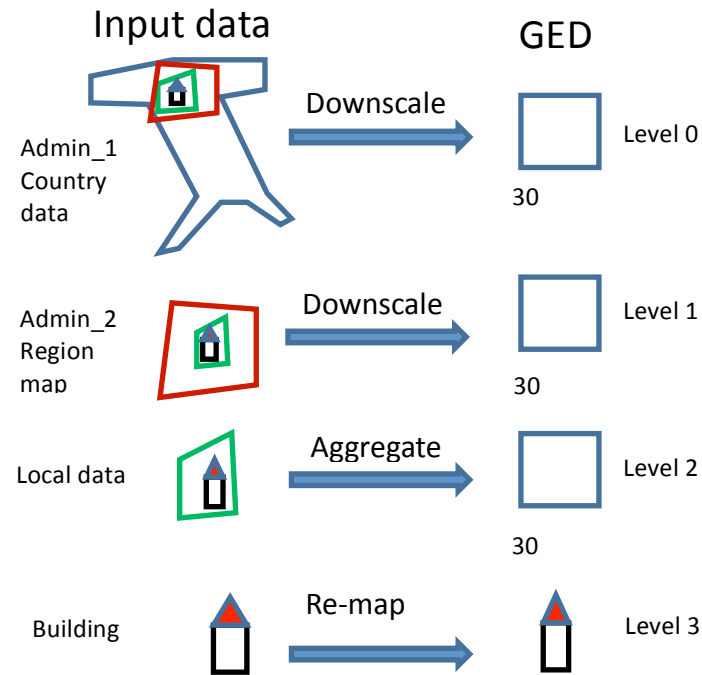 Input data
GED
Downscale
Admin_1
Country
data
Level 0
30
Downscale
Admin_2
Region
map
Level 1
30
Aggregate
Local data
Level 2
30
Re-map
Building
Level 3